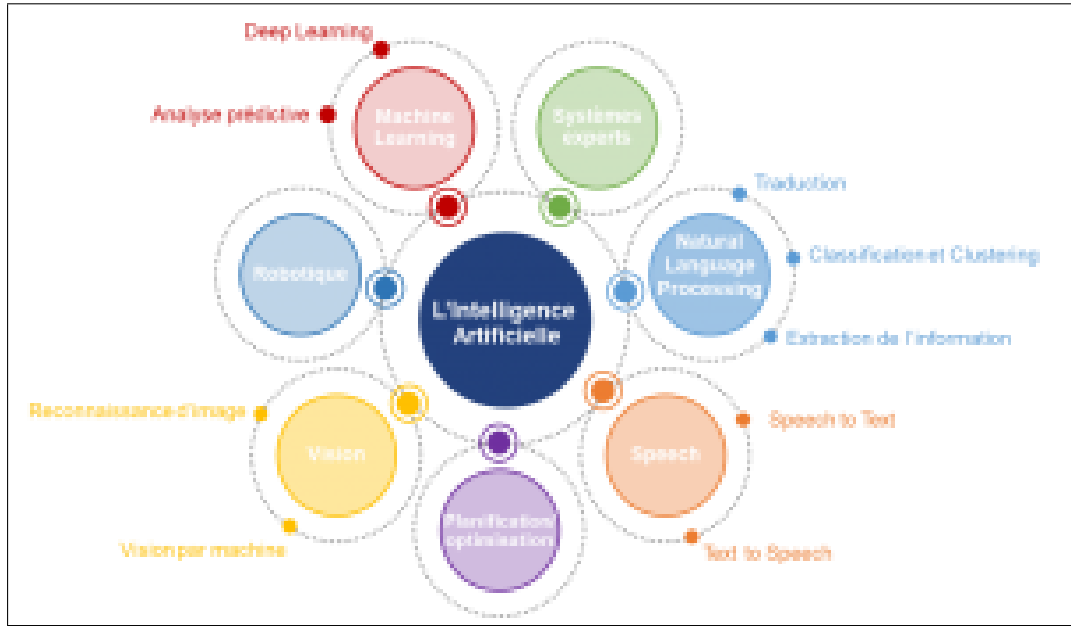 Deep Learning
Analyse prédictive
Machine
Learning
Systèmes
experts
Traduction
Natural
Language
Processing
Classification et Clustering
Extraction de l'information
Robotique
L'Intelligence
Artificielle
Reconnaissance d'image
Vision
Vision par machine
Speech to Text
Speech
Text to Speech
Planification
optimisation